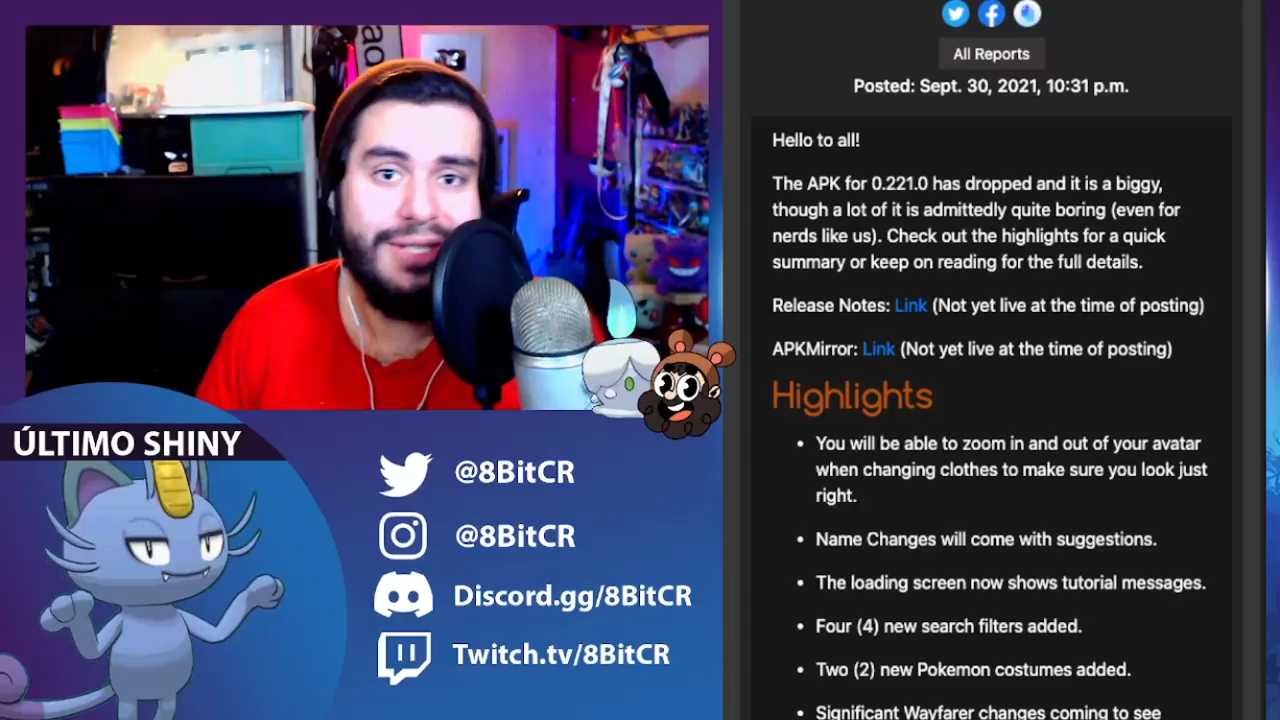 ÚLTIMO SHINY
@8BitCR
@8BitCR
Discord.gg/8BitCR
Twitch.tv/8BitCR
All Reports
Posted: Sept. 30, 2021, 10:31 p.m.
Hello to all!
The APK for 0.221.0 has dropped and it is a biggy,
though a lot of it is admittedly quite boring (even for
nerds like us). Check out the highlights for a quick
summary or keep on reading for the full details.
Release Notes: Link (Not yet live at the time of posting)
APKMirror: Link (Not yet live at the time of posting)
Highlights
• You will be able to zoom in and out of your avatar
when changing clothes to make sure you look just
right.
• Name Changes will come with suggestions.
• The loading screen now shows tutorial messages.
• Four (4) new search filters added.
• Two (2) new Pokemon costumes added.
• Significant Wayfarer changes coming to see